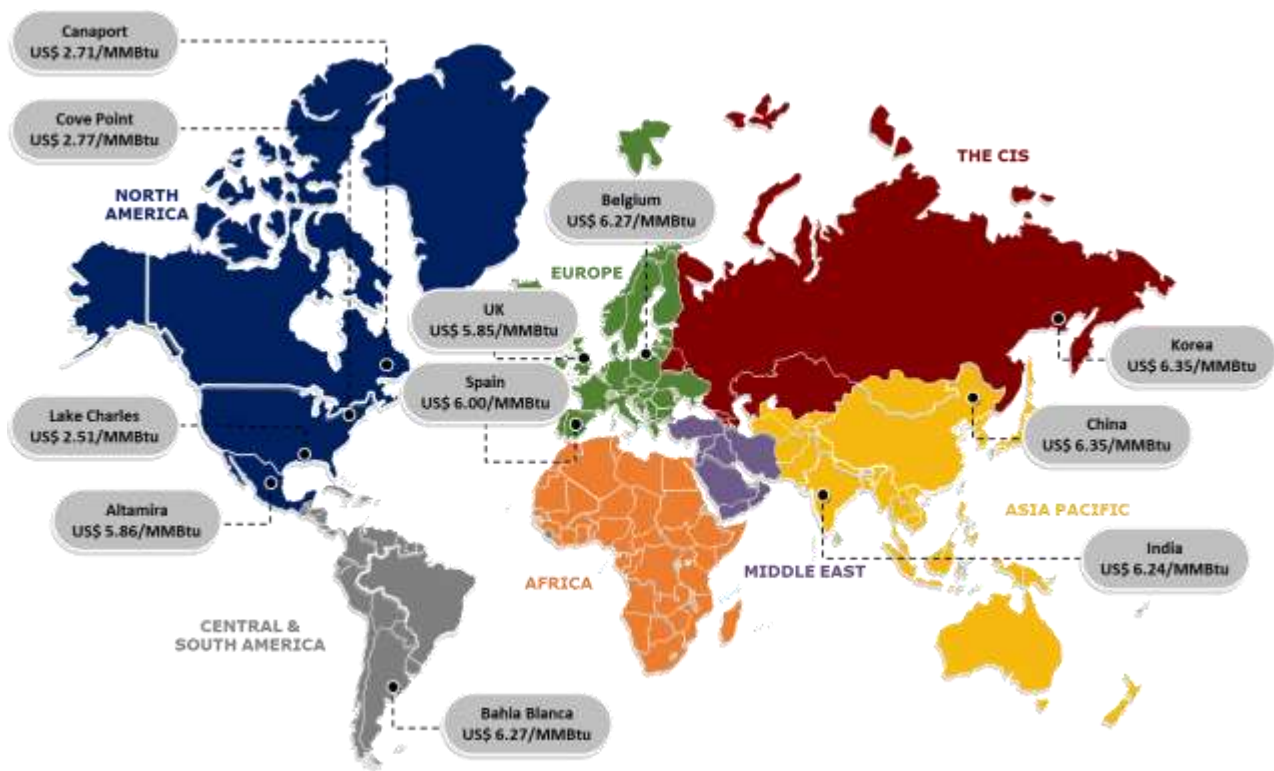 Canaport
US$ 2.71/MMBtu
Cove Point
US$ 2.77/MMBtu
THE CIS
NORTH
AMERICA
Belgium
US$ 6.27/MMBtu
EUROPE
UK
US$ 5.85/MMBtu
Korea
US$ 6.35/MMBtu
Spain
US$ 6.00/MMBtu
Lake Charles
US$ 2.51/MMBtu
China
US$ 6.35/MMBtu
Altamira
US$ 5.86/MMBtu
ASIA PACIFIC
India
US$ 6.24/MMBtu
MIDDLE EAST
AFRICA
CENTRAL &
SOUTH AMERICA
Bahia Blanca
US$ 6.27/MMBtu